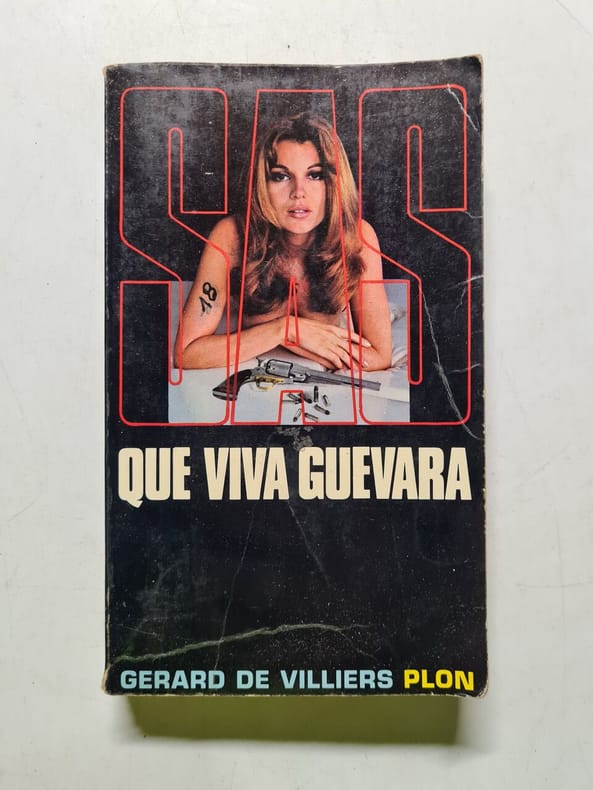 SAS
18
QUE VIVA GUEVARA
GERARD DE VILLIERS PLON